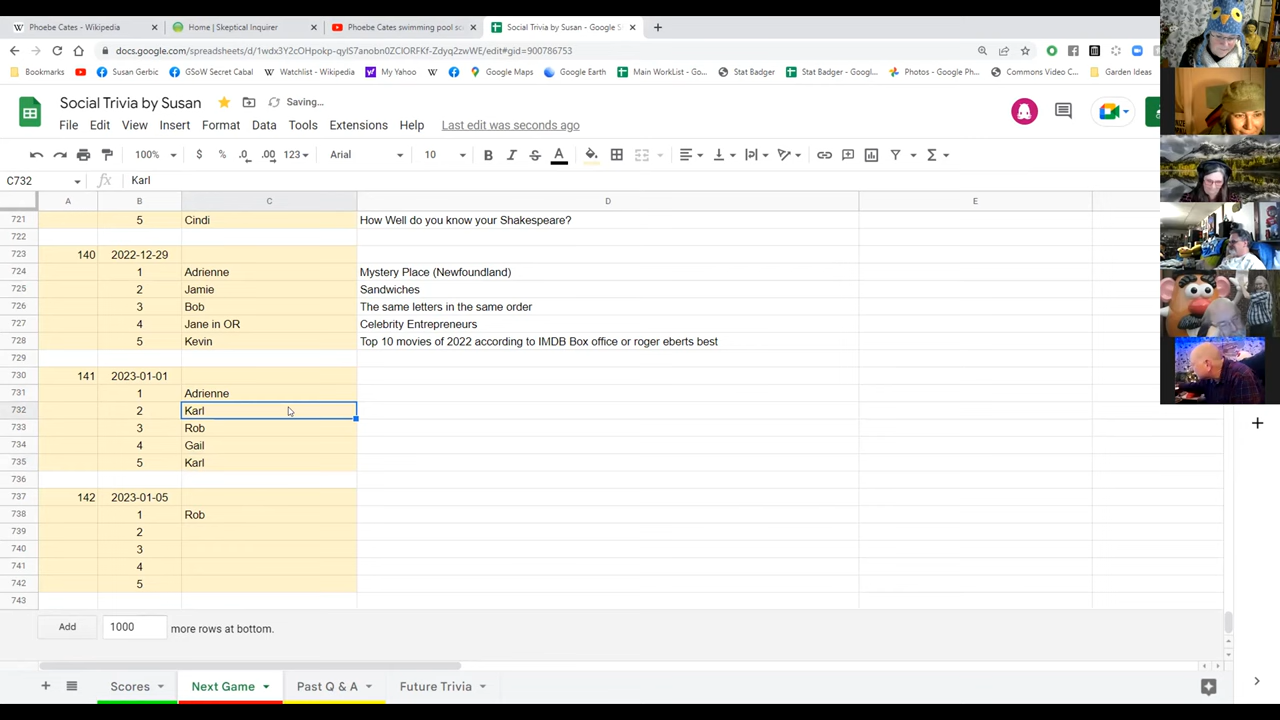 Phoebe Cates - Wikipedia
Home | Skeptical Inquirer
Phoebe Cates swimming pool sc
Social Trivia by Susan - Google S
docs.google.com/spreadsheets/d/1wdx3Y2cOHpokp-qyIS7anobn0ZCIORFKf-Zdyq2zwWE/edit#gid=900786753
Bookmarks
Susan Gerbic
GSoW Secret Cabal
Watchlist - Wikipedia
My Yahoo
Google Maps
Google Earth
Main WorkList - Go...
Stat Badger
Stat Badger - Googl...
Photos - Google Ph...
Commons Video C...
Garden Ideas
Social Trivia by Susan
Saving...
File Edit View Insert Format Data Tools Extensions Help Last edit was seconds ago
100% $ % .0 .00 123 Arial 10 B I S A
C732 fx Karl
A B C D E
721 5 Cindi How Well do you know your Shakespeare?
722
723 140 2022-12-29
724 1 Adrienne Mystery Place (Newfoundland)
725 2 Jamie Sandwiches
726 3 Bob The same letters in the same order
727 4 Jane in OR Celebrity Entrepreneurs
728 5 Kevin Top 10 movies of 2022 according to IMDB Box office or roger eberts best
729
730 141 2023-01-01
731 1 Adrienne
732 2 Karl
733 3 Rob
734 4 Gail
735 5 Karl
736
737 142 2023-01-05
738 1 Rob
739 2
740 3
741 4
742 5
743
Add 1000 more rows at bottom.
Scores Next Game Past Q & A Future Trivia